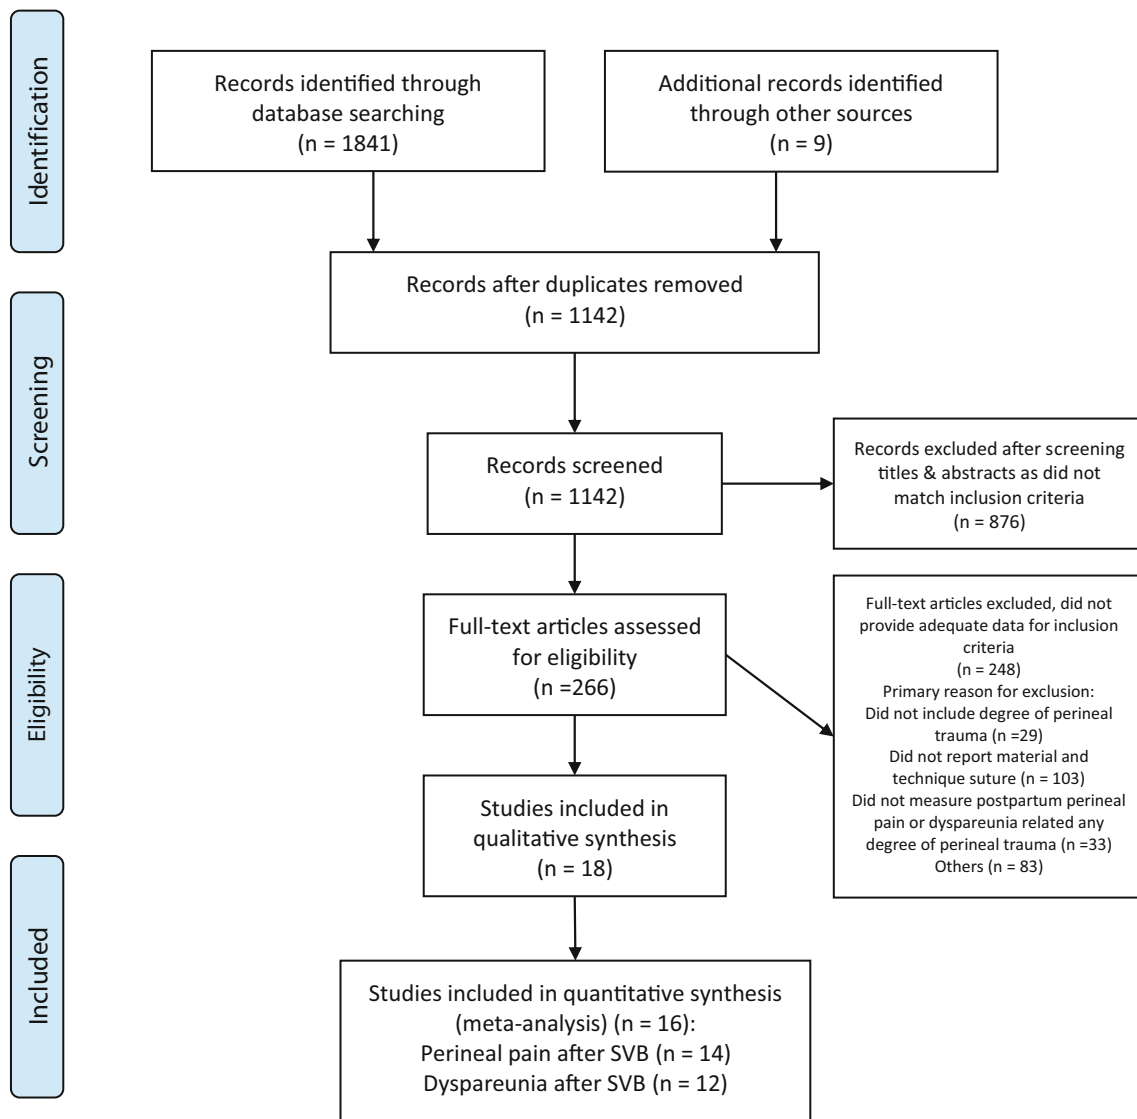 Identification
Records identified through
database searching
(n = 1841)
Additional records identified
through other sources
(n = 9)
Records after duplicates removed
(n = 1142)
Screening
Records screened
(n = 1142)
Records excluded after screening
titles & abstracts as did not
match inclusion criteria
(n = 876)
Eligibility
Full-text articles assessed
for eligibility
(n =266)
Full-text articles excluded, did not
provide adequate data for inclusion
criteria
(n = 248)
Primary reason for exclusion:
Did not include degree of perineal
trauma (n =29)
Did not report material and
technique suture (n = 103)
Did not measure postpartum perineal
pain or dyspareunia related any
degree of perineal trauma (n =33)
Others (n = 83)
Studies included in
qualitative synthesis
(n = 18)
Included
Studies included in quantitative synthesis
(meta-analysis) (n = 16):
Perineal pain after SVB (n = 14)
Dyspareunia after SVB (n = 12)